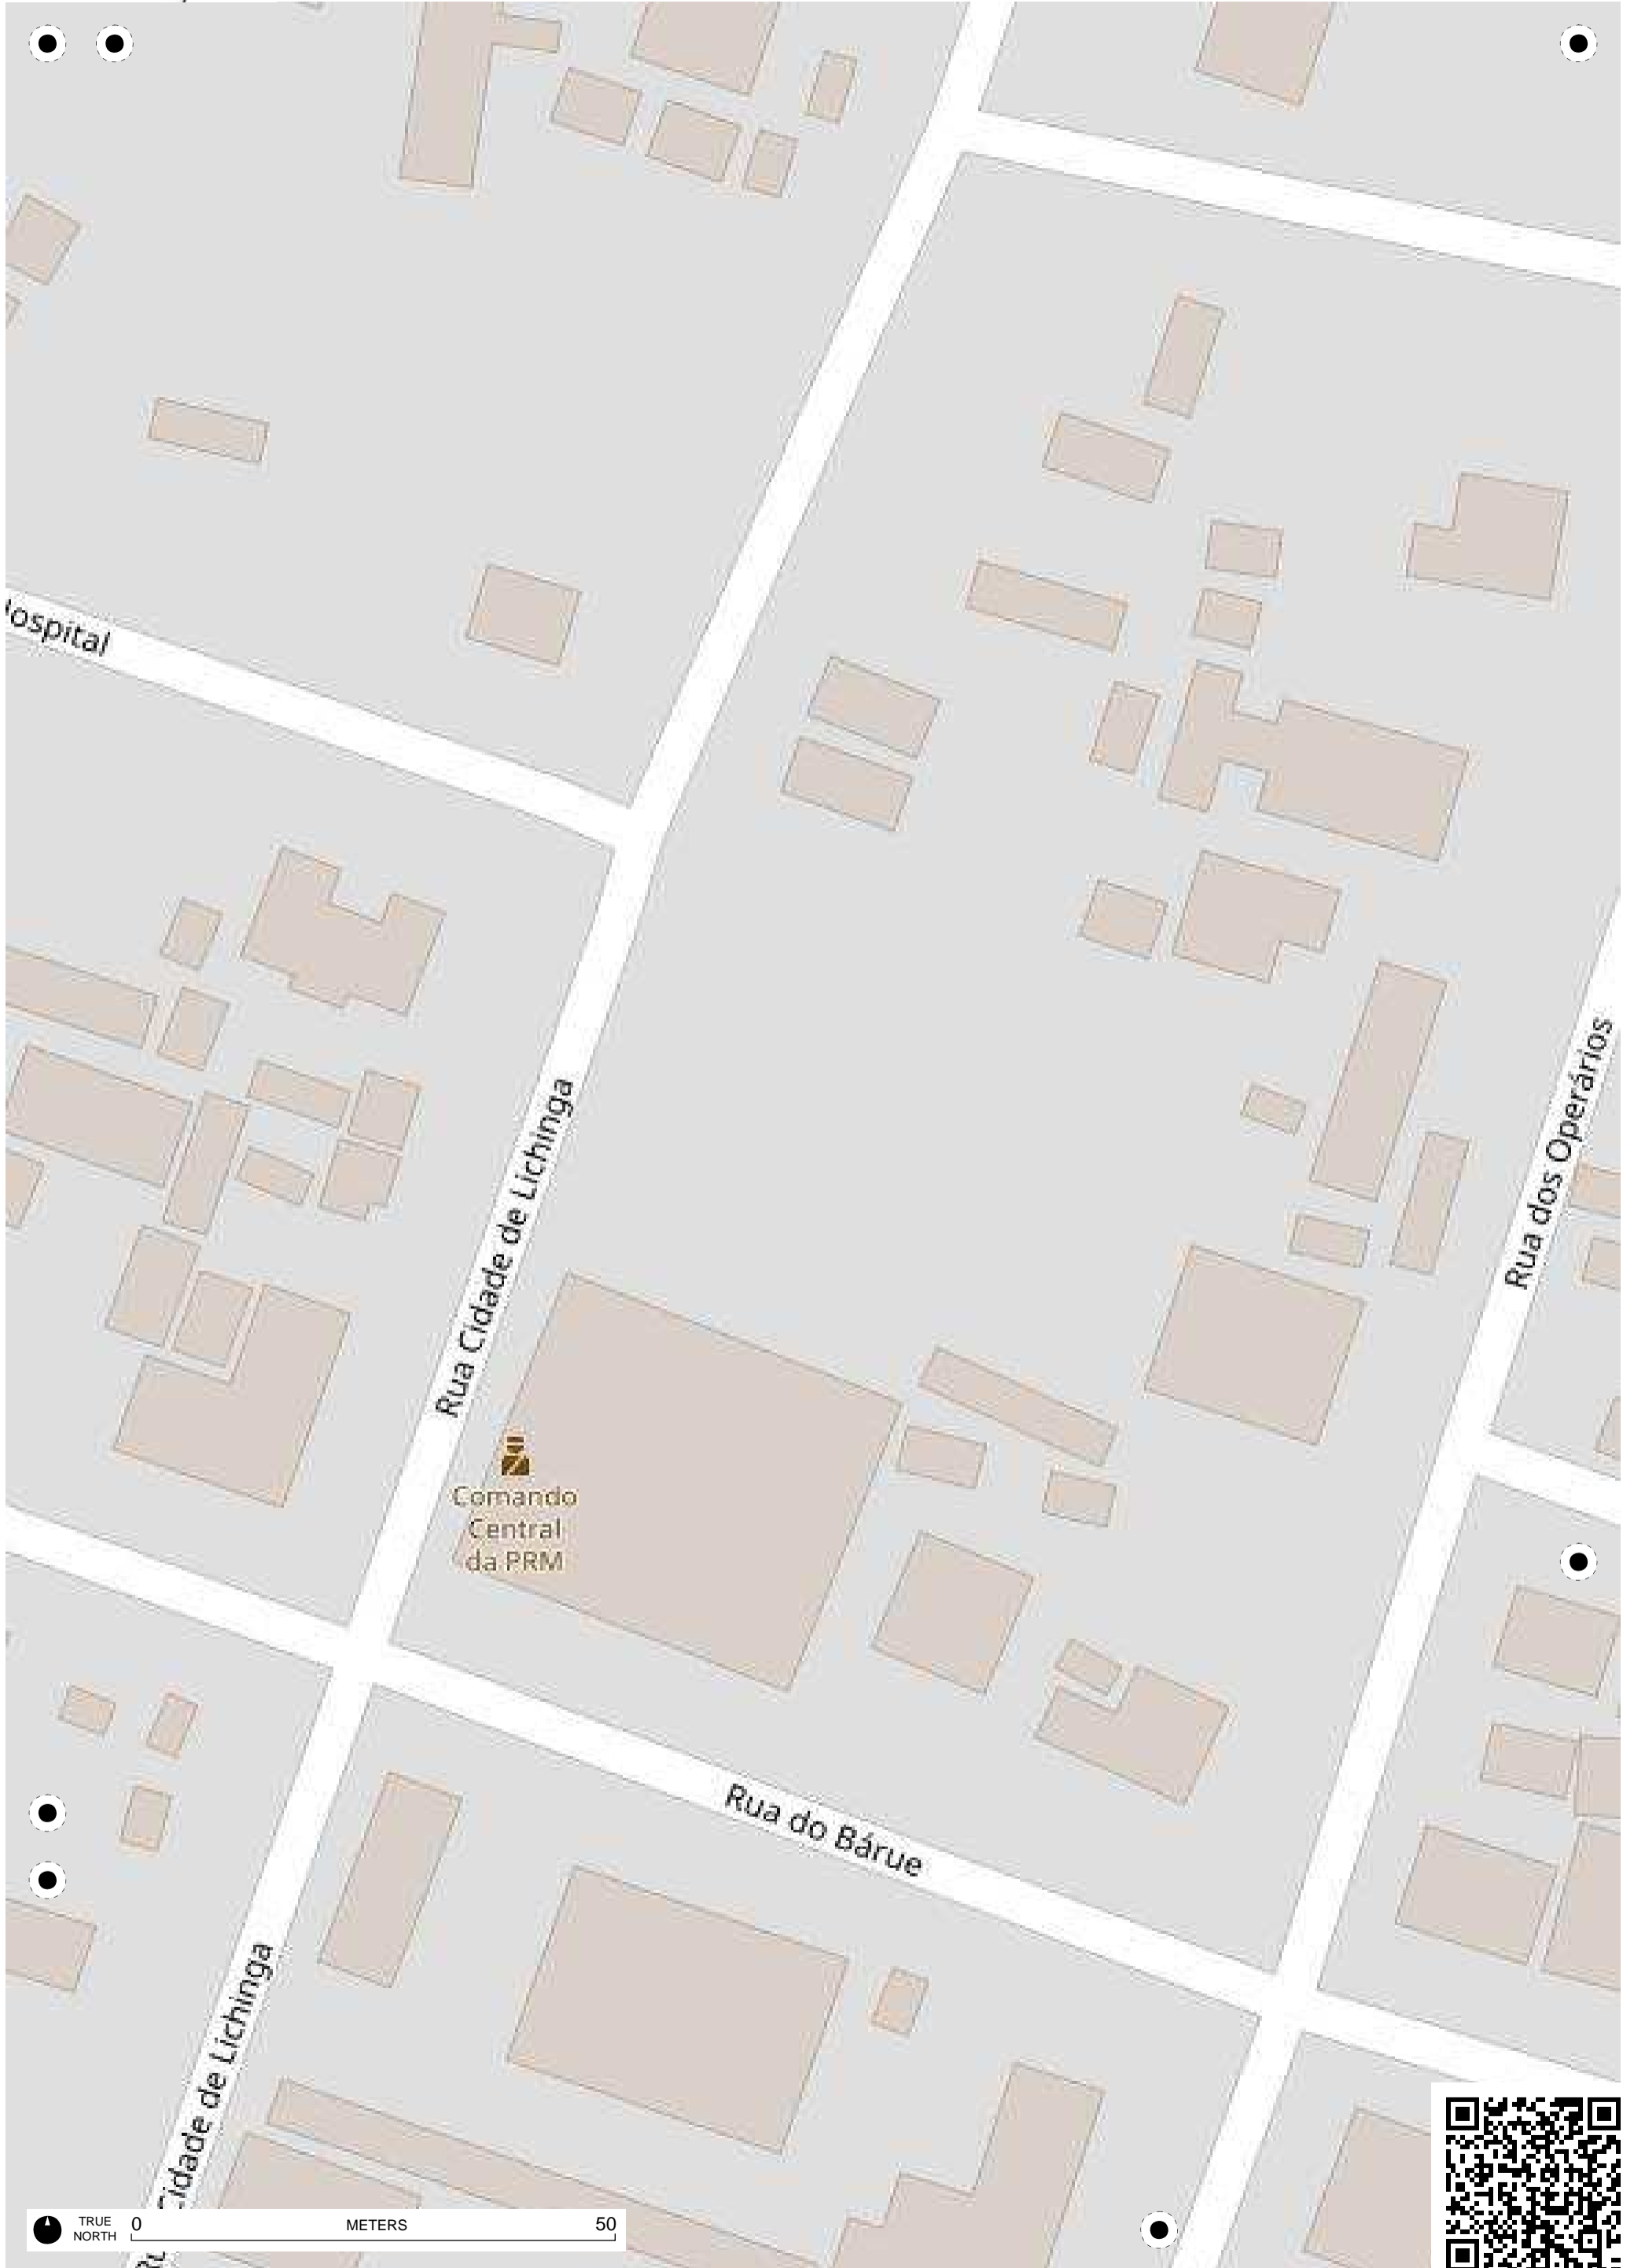 Hospital
Rua Cidade de Lichinga
Rua dos Operários
Comando
Central
da PRM
Rua do Bárue
Cidade de Lichinga
TRUE
NORTH
0
METERS
50